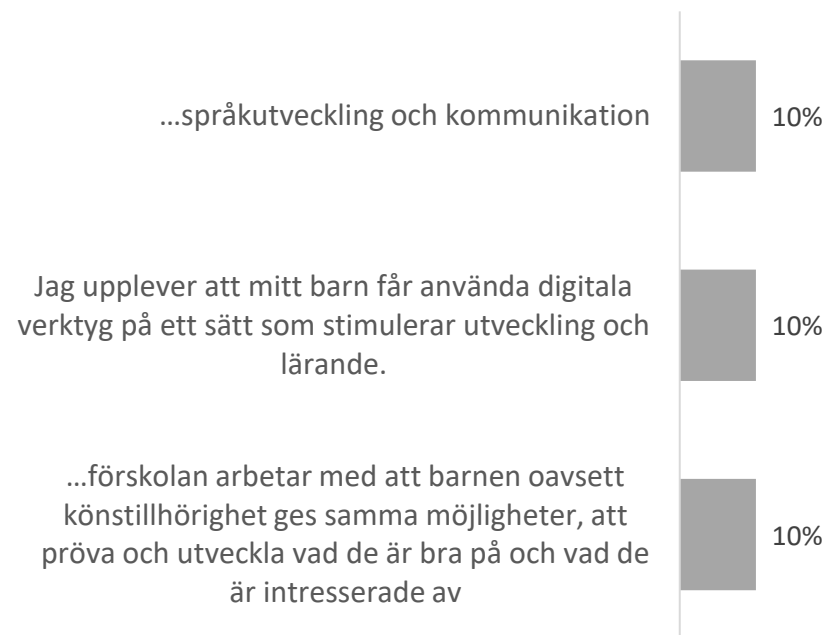 ...språkutveckling och kommunikation
10%
Jag upplever att mitt barn får använda digitala
verktyg på ett sätt som stimulerar utveckling och
lärande.
10%
...förskolan arbetar med att barnen oavsett
könstillhörighet ges samma möjligheter, att
pröva och utveckla vad de är bra på och vad de
är intresserade av
10%